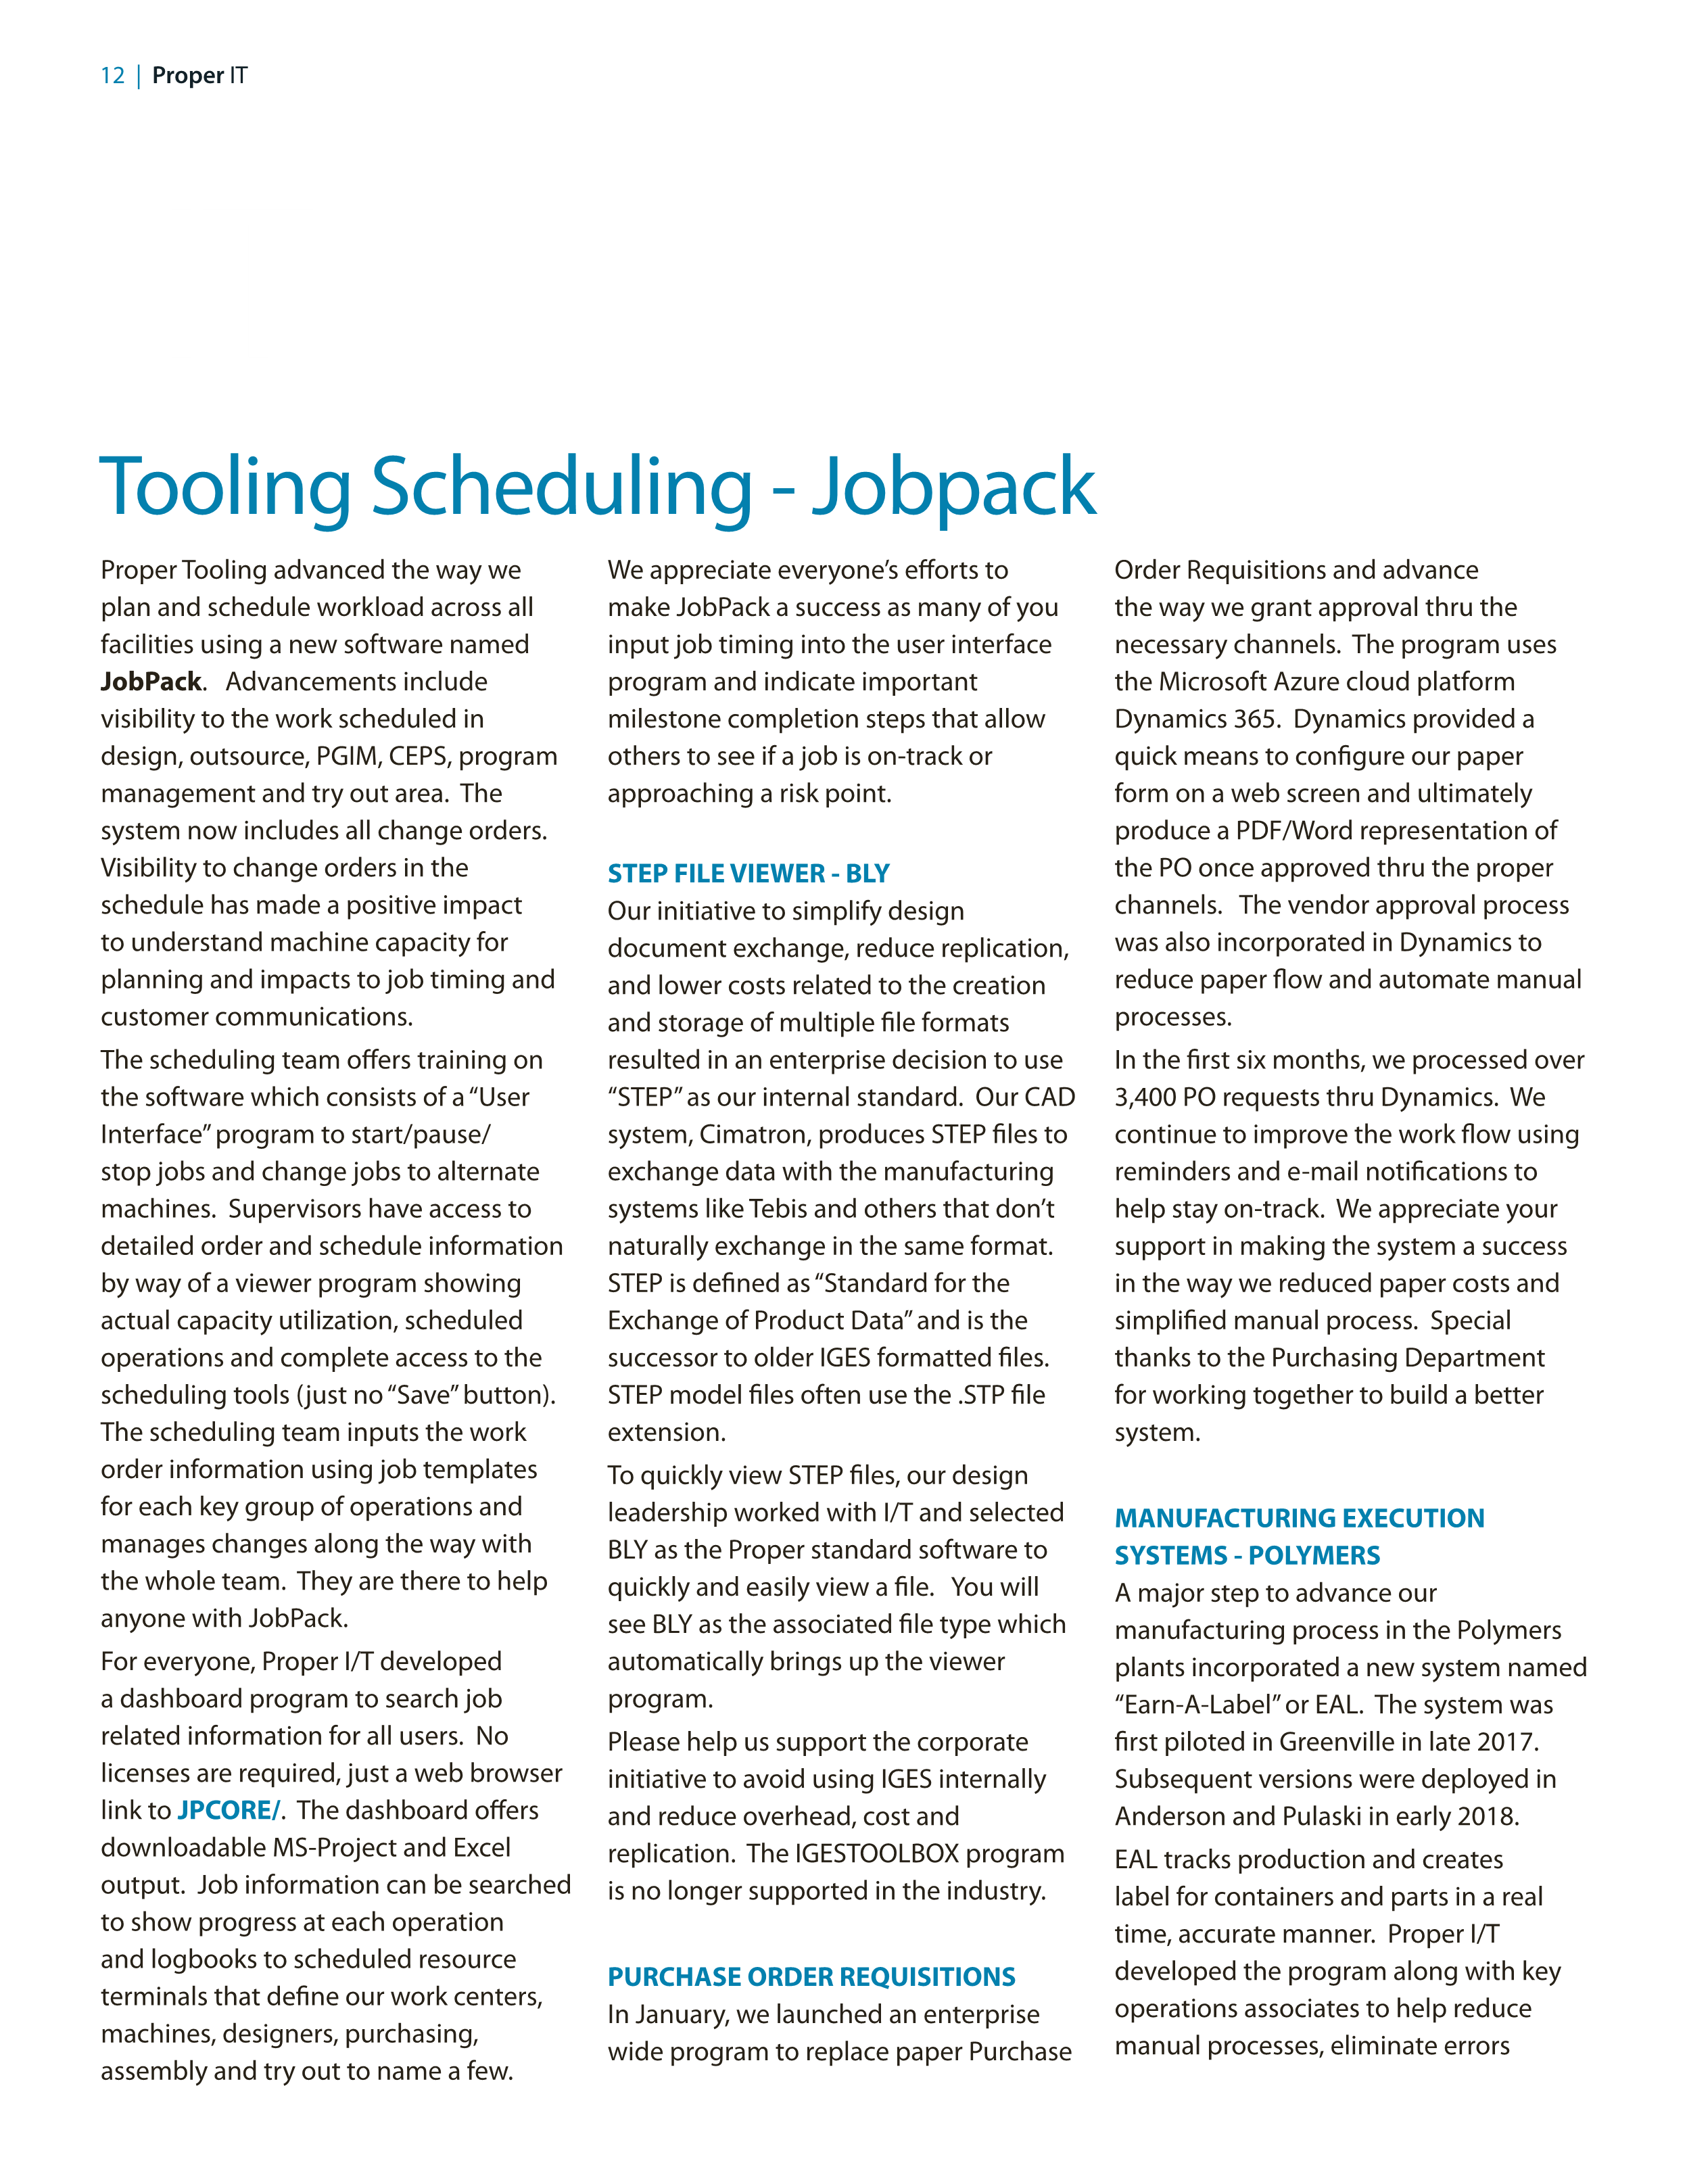 12 | Proper IT
Tooling Scheduling - Jobpack
Proper Tooling advanced the way we
plan and schedule workload across all
facilities using a new software named
JobPack.   Advancements include
visibility to the work scheduled in
design, outsource, PGIM, CEPS, program
management and try out area.  The
system now includes all change orders.
Visibility to change orders in the
schedule has made a positive impact
to understand machine capacity for
planning and impacts to job timing and
customer communications.
The scheduling team offers training on
the software which consists of a “User
Interface” program to start/pause/
stop jobs and change jobs to alternate
machines.  Supervisors have access to
detailed order and schedule information
by way of a viewer program showing
actual capacity utilization, scheduled
operations and complete access to the
scheduling tools (just no “Save” button).
The scheduling team inputs the work
order information using job templates
for each key group of operations and
manages changes along the way with
the whole team.  They are there to help
anyone with JobPack.
For everyone, Proper I/T developed
a dashboard program to search job
related information for all users.  No
licenses are required, just a web browser
link to JPCORE/.  The dashboard offers
downloadable MS-Project and Excel
output.  Job information can be searched
to show progress at each operation
and logbooks to scheduled resource
terminals that define our work centers,
machines, designers, purchasing,
assembly and try out to name a few.
We appreciate everyone’s efforts to
make JobPack a success as many of you
input job timing into the user interface
program and indicate important
milestone completion steps that allow
others to see if a job is on-track or
approaching a risk point.
STEP FILE VIEWER - BLY
Our initiative to simplify design
document exchange, reduce replication,
and lower costs related to the creation
and storage of multiple file formats
resulted in an enterprise decision to use
“STEP” as our internal standard.  Our CAD
system, Cimatron, produces STEP files to
exchange data with the manufacturing
systems like Tebis and others that don’t
naturally exchange in the same format.
STEP is defined as “Standard for the
Exchange of Product Data” and is the
successor to older IGES formatted files.
STEP model files often use the .STP file
extension.
To quickly view STEP files, our design
leadership worked with I/T and selected
BLY as the Proper standard software to
quickly and easily view a file.   You will
see BLY as the associated file type which
automatically brings up the viewer
program.
Please help us support the corporate
initiative to avoid using IGES internally
and reduce overhead, cost and
replication.  The IGESTOOLBOX program
is no longer supported in the industry.
PURCHASE ORDER REQUISITIONS
In January, we launched an enterprise
wide program to replace paper Purchase
Order Requisitions and advance
the way we grant approval thru the
necessary channels.  The program uses
the Microsoft Azure cloud platform
Dynamics 365.  Dynamics provided a
quick means to configure our paper
form on a web screen and ultimately
produce a PDF/Word representation of
the PO once approved thru the proper
channels.   The vendor approval process
was also incorporated in Dynamics to
reduce paper flow and automate manual
processes.
In the first six months, we processed over
3,400 PO requests thru Dynamics.  We
continue to improve the work flow using
reminders and e-mail notifications to
help stay on-track.  We appreciate your
support in making the system a success
in the way we reduced paper costs and
simplified manual process.  Special
thanks to the Purchasing Department
for working together to build a better
system.
MANUFACTURING EXECUTION
SYSTEMS - POLYMERS
A major step to advance our
manufacturing process in the Polymers
plants incorporated a new system named
“Earn-A-Label” or EAL.  The system was
first piloted in Greenville in late 2017.
Subsequent versions were deployed in
Anderson and Pulaski in early 2018.
EAL tracks production and creates
label for containers and parts in a real
time, accurate manner.  Proper I/T
developed the program along with key
operations associates to help reduce
manual processes, eliminate errors